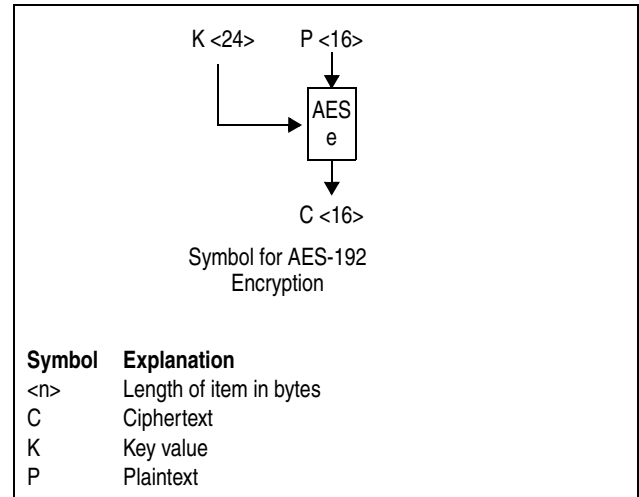 K <24> P <16>
AES
e
C <16>
Symbol for AES-192
Encryption
Symbol Explanation
<n> Length of item in bytes
C Ciphertext
K Key value
P Plaintext